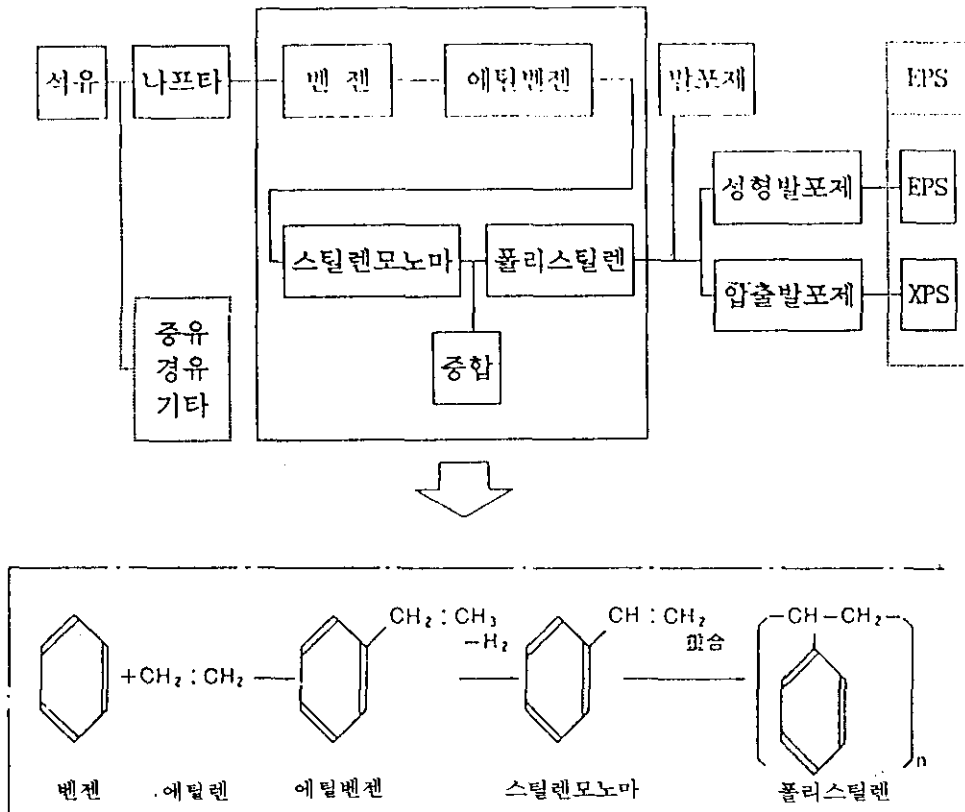 석유
나프타
벤 젠
에틸벤젠
발포제
EPS
성형발포제
EPS
스틸렌모노마
폴리스틸렌
압출발포제
XPS
중유
경유
기타
중합
CH₂:CH₃
-H₂
CH:CH₂
-CH-CH₂-
+CH₂:CH₂
n
벤젠
에틸렌
에틸벤젠
스틸렌모노마
폴리스틸렌